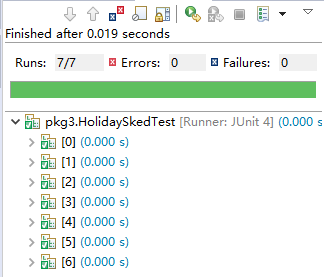 Finished after 0.019 seconds
Runs: 7/7 Errors: 0 Failures: 0
pkg3.HolidaySkedTest [Runner: JUnit 4] (0.000 s)
[0] (0.000 s)
[1] (0.000 s)
[2] (0.000 s)
[3] (0.000 s)
[4] (0.000 s)
[5] (0.000 s)
[6] (0.000 s)